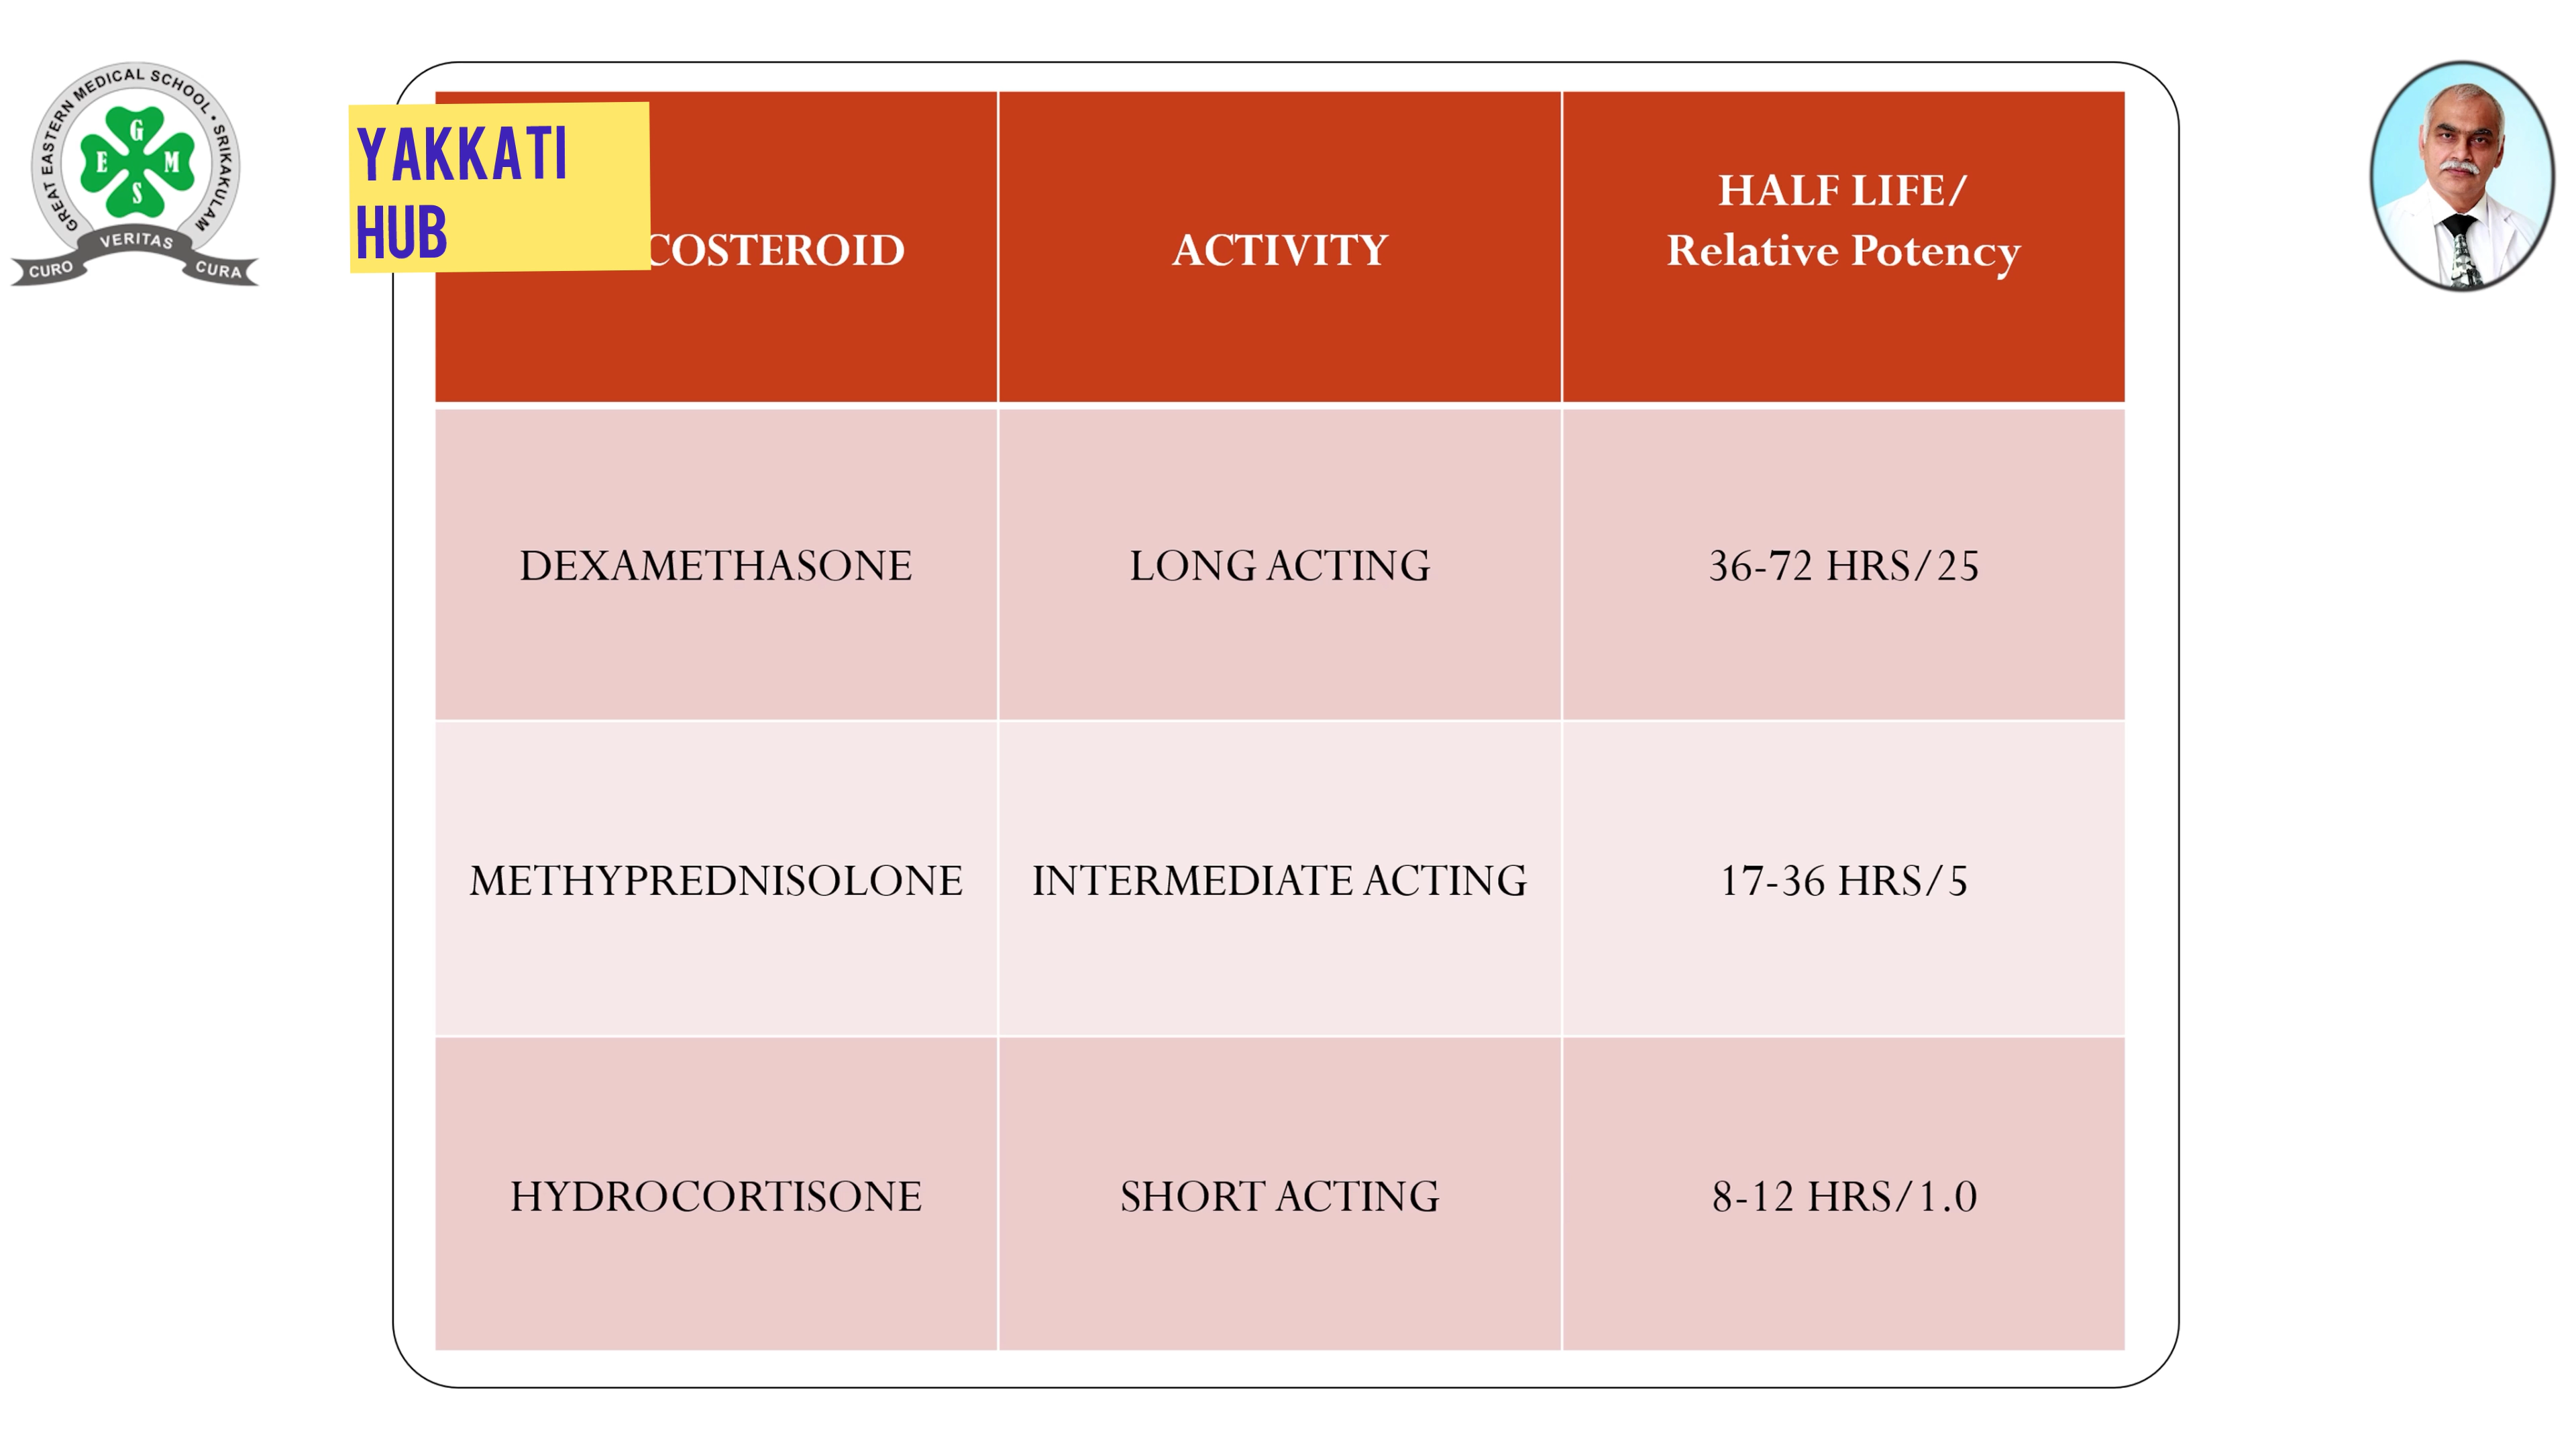 GREAT EASTERN MEDICAL SCHOOL • SRIKAKULAM
G
E M
S
VERITAS
CURO CURA
YAKKATI
HUB
COSTEROID
ACTIVITY
HALF LIFE/
Relative Potency
DEXAMETHASONE
LONG ACTING
36-72 HRS/25
METHYPREDNISOLONE
INTERMEDIATE ACTING
17-36 HRS/5
HYDROCORTISONE
SHORT ACTING
8-12 HRS/1.0